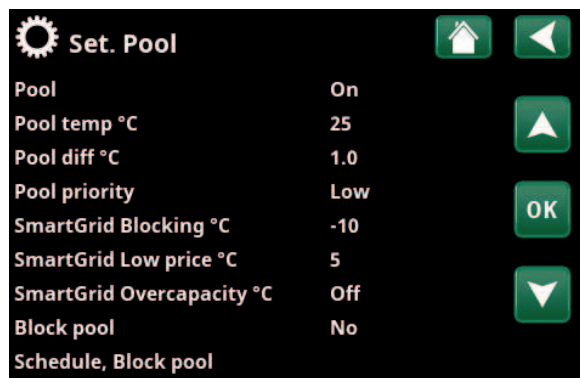 Set. Pool
Pool On
Pool temp °C 25
Pool diff °C 1.0
Pool priority Low
SmartGrid Blocking °C -10
SmartGrid Low price °C 5
SmartGrid Overcapacity °C Off
Block pool No
Schedule, Block pool
OK